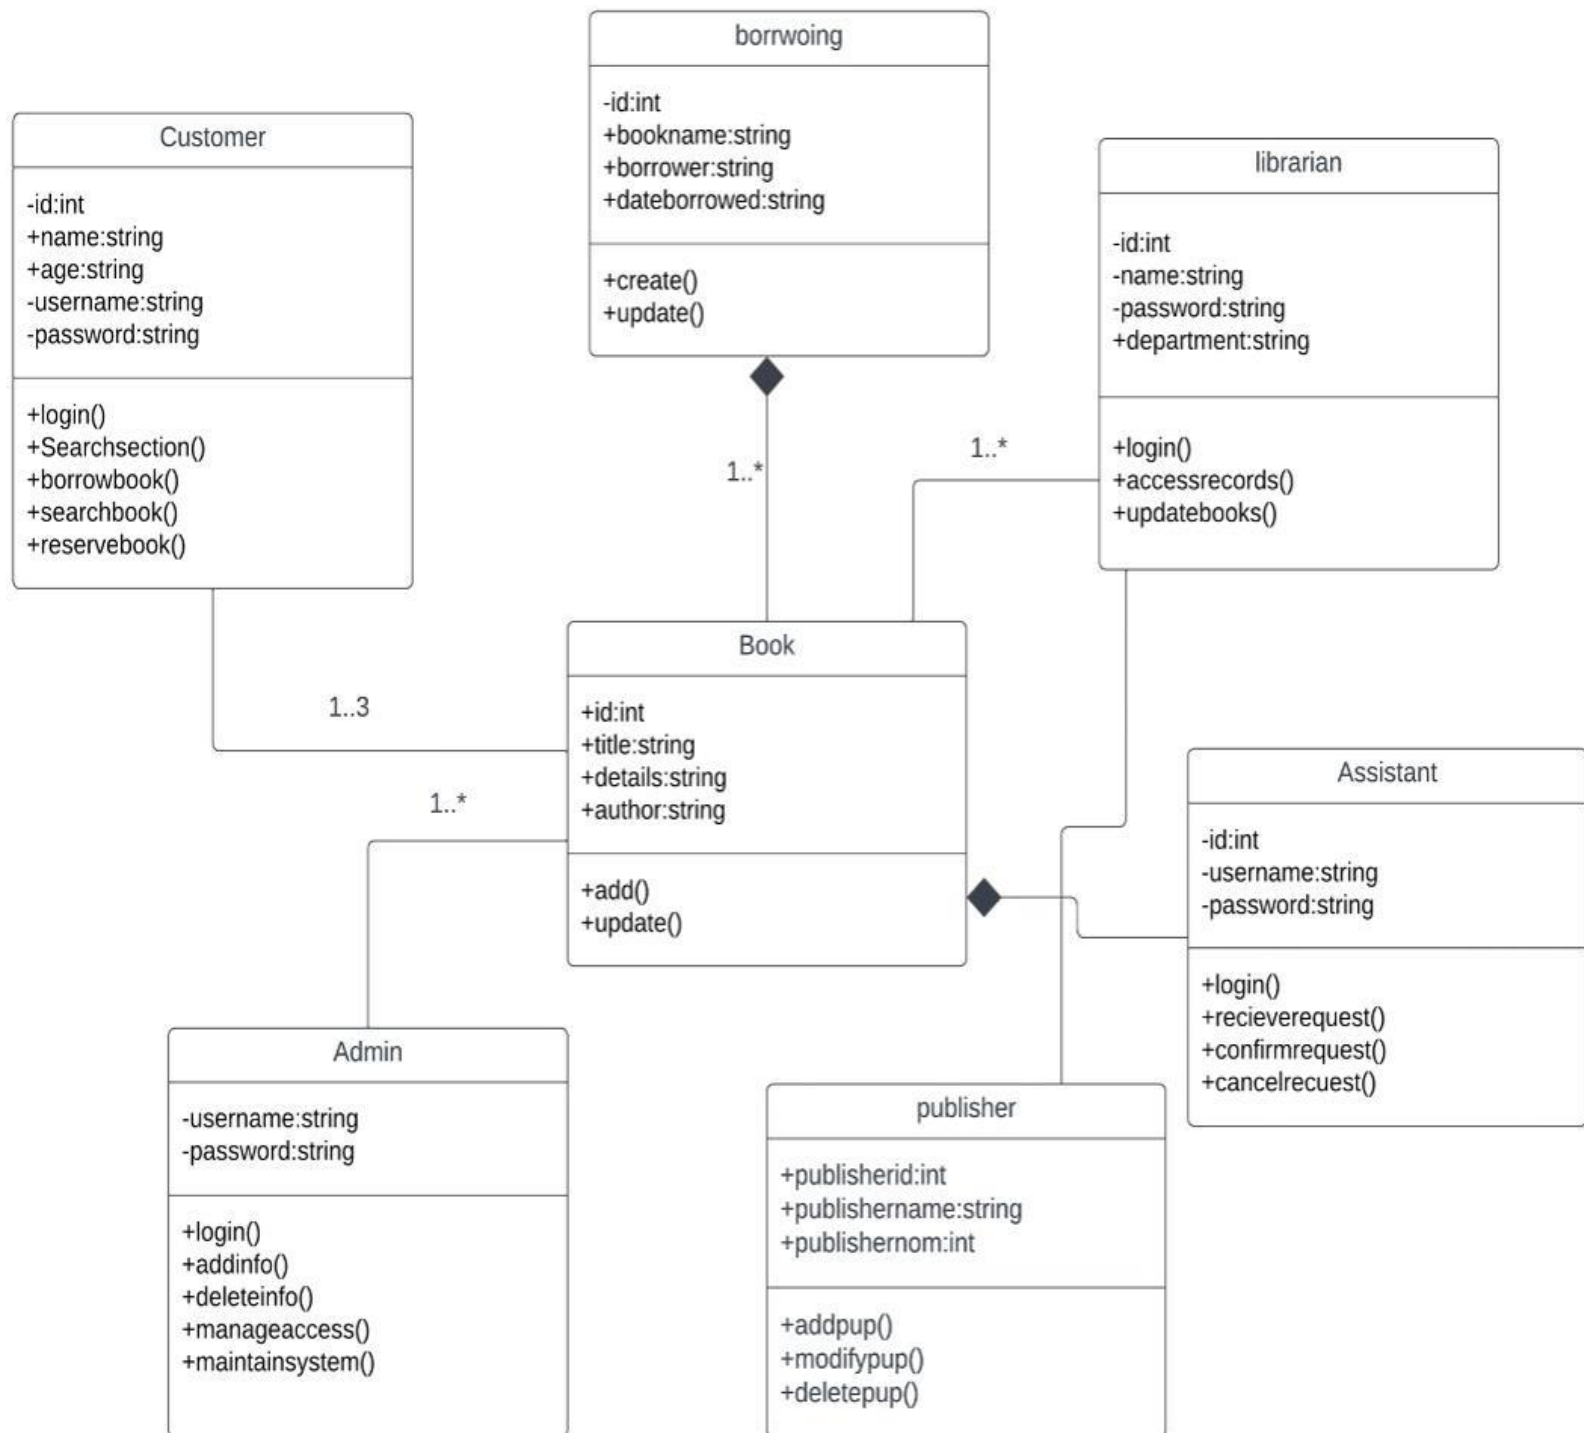 borrwoing
-id:int
+bookname:string
+borrower:string
+dateborrowed:string
+create()
+update()
Customer
-id:int
+name:string
+age:string
-username:string
-password:string
+login()
+Searchsection()
+borrowbook()
+searchbook()
+reservebook()
librarian
-id:int
-name:string
-password:string
+department:string
+login()
+accessrecords()
+updatebooks()
1..*
1..*
1..3
1..*
Book
+id:int
+title:string
+details:string
+author:string
+add()
+update()
Assistant
-id:int
-username:string
-password:string
+login()
+recieverequest()
+confirmrequest()
+cancelrecuest()
Admin
-username:string
-password:string
+login()
+addinfo()
+deleteinfo()
+manageaccess()
+maintainsystem()
publisher
+publisherid:int
+publishername:string
+publishernom:int
+addpup()
+modifypup()
+deletepup()